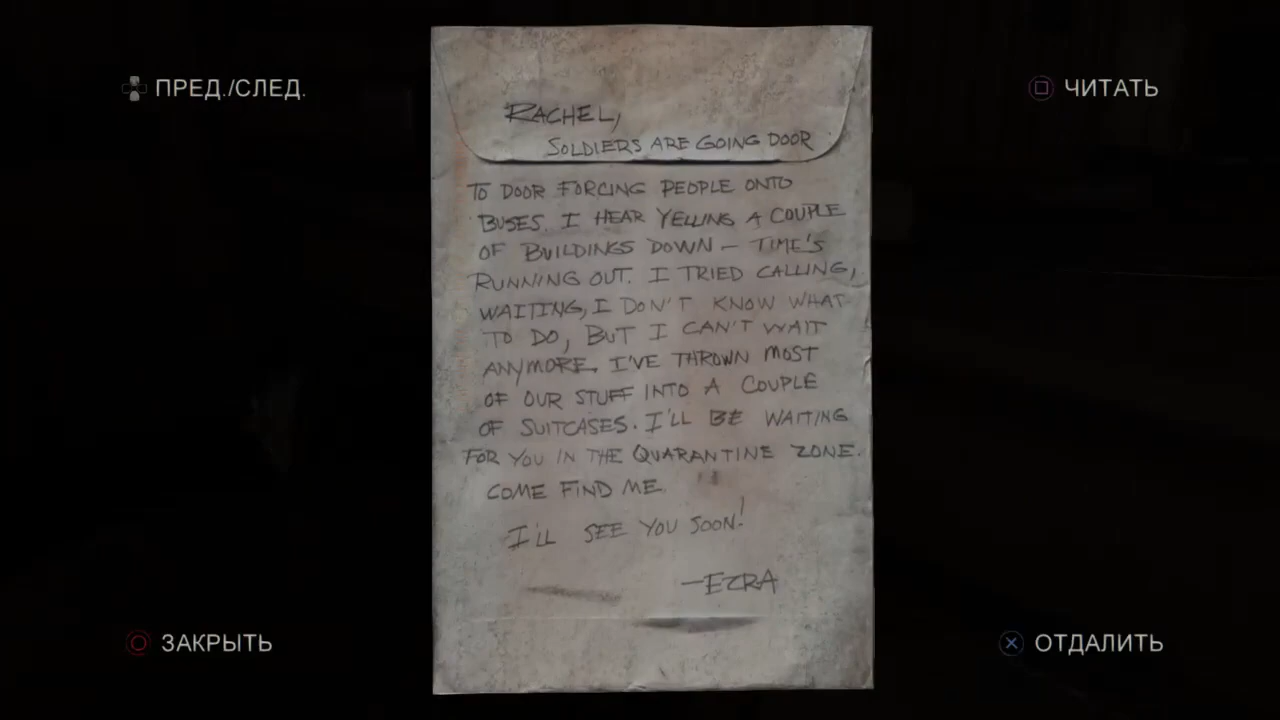 ПРЕД./СЛЕД.
ЧИТАТЬ
RACHEL,
SOLDIERS ARE GOING DOOR
TO DOOR FORCING PEOPLE ONTO
BUSES. I HEAR YELLING A COUPLE
OF BUILDINGS DOWN – TIME'S
RUNNING OUT. I TRIED CALLING,
WAITING, I DON'T KNOW WHAT
TO DO, BUT I CAN'T WAIT
ANYMORE. I'VE THROWN MOST
OF OUR STUFF INTO A COUPLE
OF SUITCASES. I'LL BE WAITING
FOR YOU IN THE QUARANTINE ZONE.
COME FIND ME.
I'LL SEE YOU SOON!
–EZRA
ЗАКРЫТЬ
ОТДАЛИТЬ